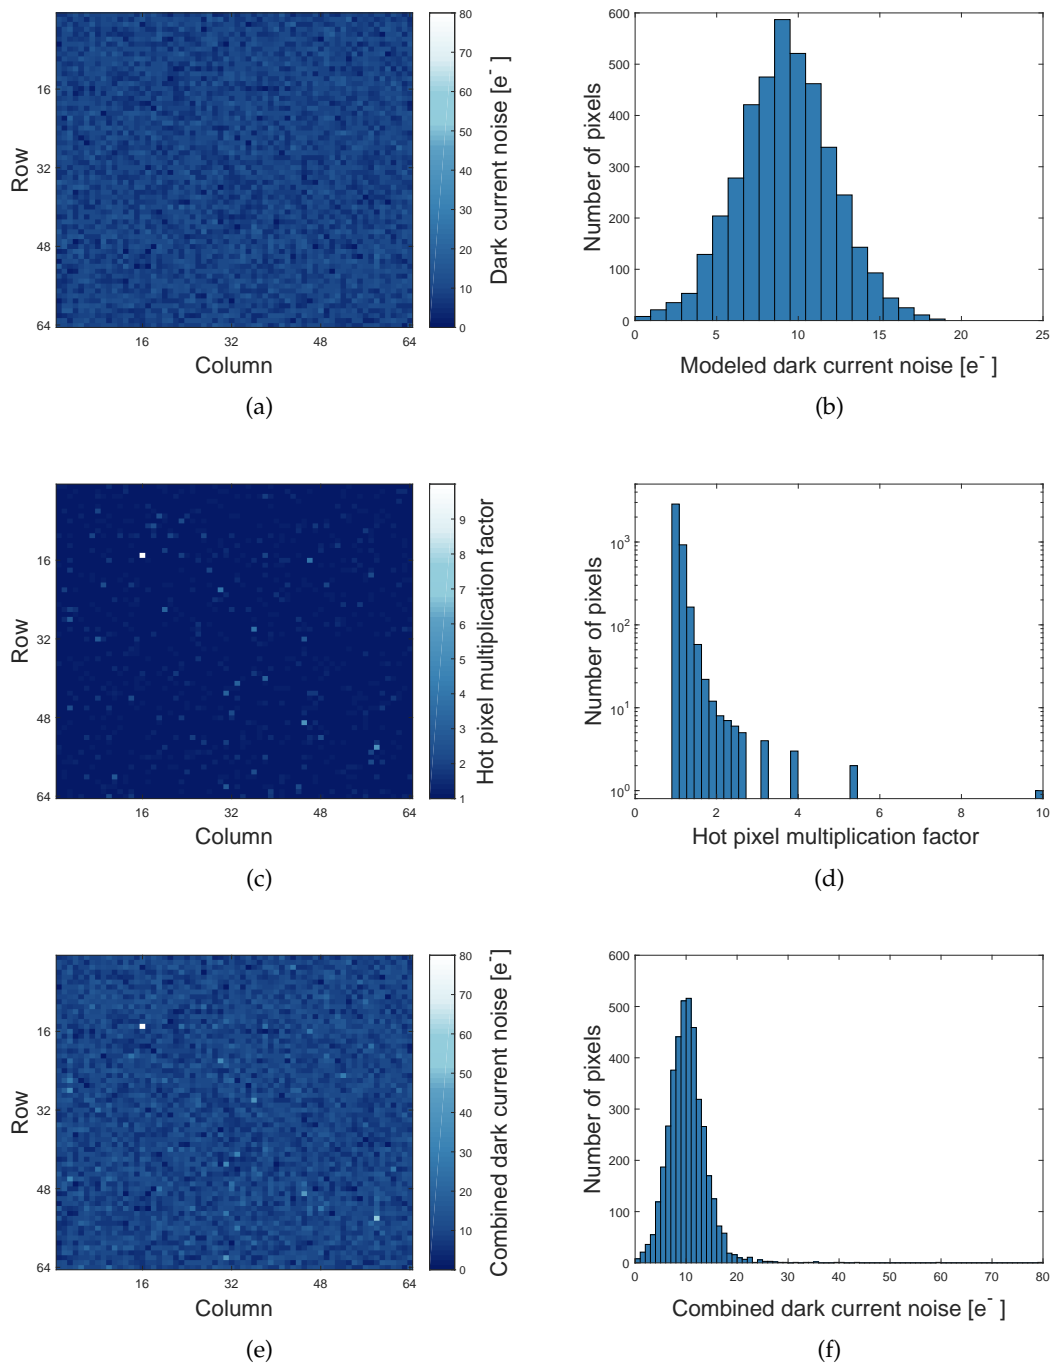 80
70
60
50
40
30
20
10
0
Dark current noise [e⁻]
16
32
48
64
Row
16 32 48 64
Column
(a)
600
500
400
300
200
100
0
Number of pixels
0 5 10 15 20 25
Modeled dark current noise [e⁻ ]
(b)
16
32
48
64
Row
16 32 48 64
Column
9
8
7
6
5
4
3
2
1
Hot pixel multiplication factor
(c)
10³
10²
10¹
10⁰
Number of pixels
0 2 4 6 8 10
Hot pixel multiplication factor
(d)
16
32
48
64
Row
16 32 48 64
Column
80
70
60
50
40
30
20
10
0
Combined dark current noise [e⁻]
(e)
600
500
400
300
200
100
0
Number of pixels
0 10 20 30 40 50 60 70 80
Combined dark current noise [e⁻ ]
(f)